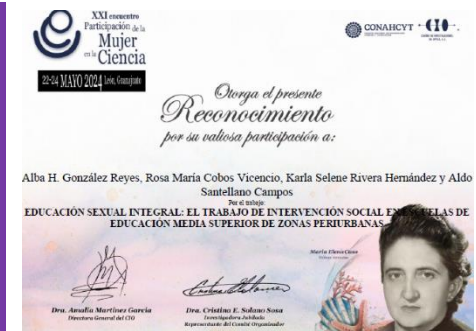 XXI encuentro
Participación de la
Mujer
en la Ciencia
22-24 MAYO 2024 León, Guanajuato
CONAHCYT · CIO
Otorga el presente
Reconocimiento
por su valiosa participación a:
Alba H. González Reyes, Rosa María Cobos Vicencio, Karla Selene Rivera Hernández y Aldo
Santellano Campos
Por el trabajo:
EDUCACIÓN SEXUAL INTEGRAL: EL TRABAJO DE INTERVENCIÓN SOCIAL EN ESCUELAS DE
EDUCACIÓN MEDIA SUPERIOR DE ZONAS PERIURBANAS
María Elena Caso
Dra. Amalia Martínez García
Directora General del CIO
Dra. Cristina E. Solano Sosa
Investigadora Jubilada
Representante del Comité Organizador